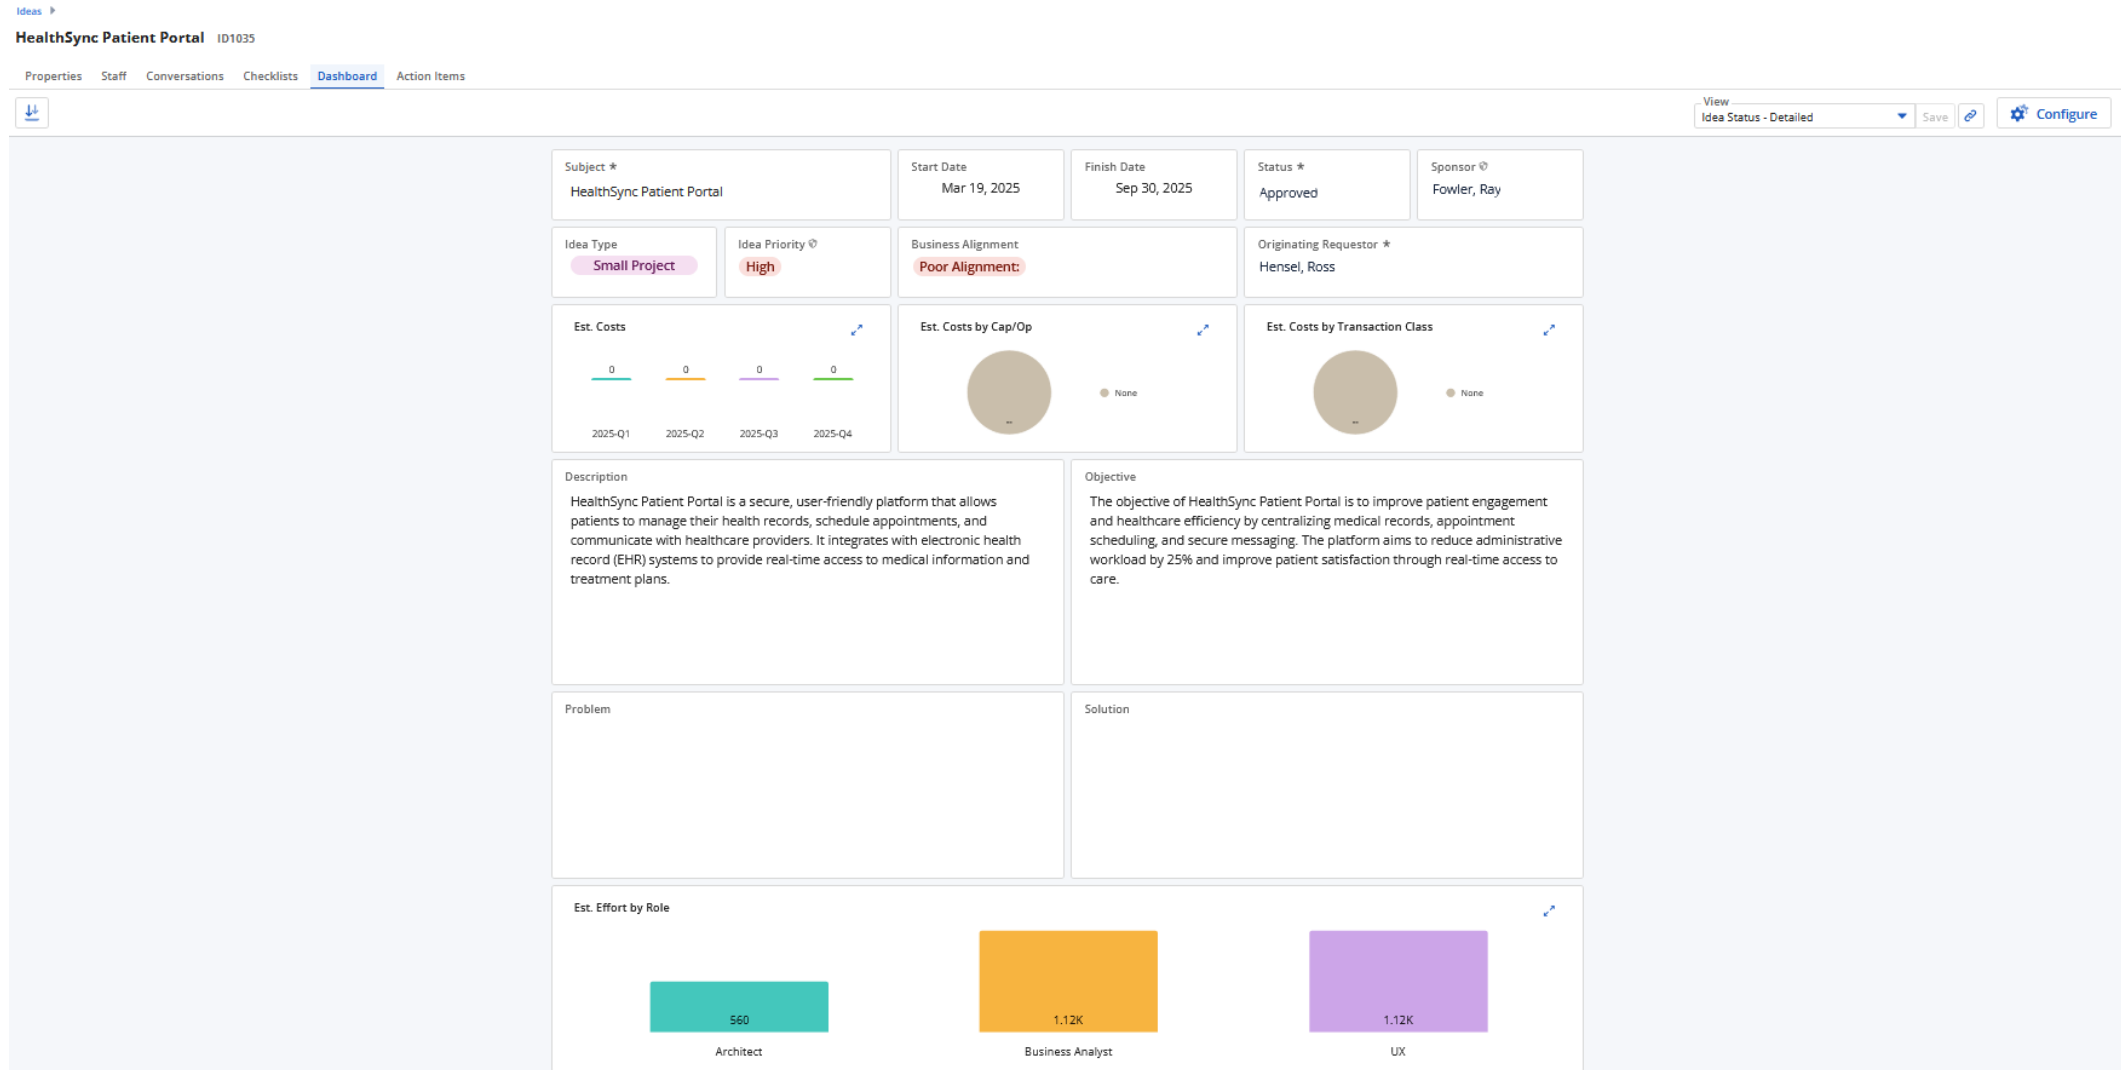 Ideas
HealthSync Patient Portal ID1035
Properties Staff Conversations Checklists Dashboard Action Items
View
Idea Status - Detailed
Save
Configure
Subject *
HealthSync Patient Portal
Start Date
Mar 19, 2025
Finish Date
Sep 30, 2025
Status *
Approved
Sponsor
Fowler, Ray
Idea Type
Small Project
Idea Priority
High
Business Alignment
Poor Alignment:
Originating Requestor *
Hensel, Ross
Est. Costs
0 0 0 0
2025-Q1 2025-Q2 2025-Q3 2025-Q4
Est. Costs by Cap/Op
--
None
Est. Costs by Transaction Class
--
None
Description
HealthSync Patient Portal is a secure, user-friendly platform that allows
patients to manage their health records, schedule appointments, and
communicate with healthcare providers. It integrates with electronic health
record (EHR) systems to provide real-time access to medical information and
treatment plans.
Objective
The objective of HealthSync Patient Portal is to improve patient engagement
and healthcare efficiency by centralizing medical records, appointment
scheduling, and secure messaging. The platform aims to reduce administrative
workload by 25% and improve patient satisfaction through real-time access to
care.
Problem
Solution
Est. Effort by Role
560 1.12K 1.12K
Architect Business Analyst UX